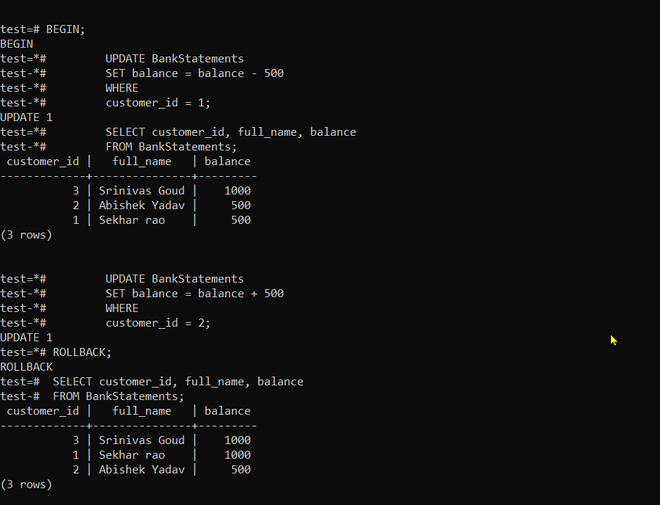 test=# BEGIN;
BEGIN
test=*#         UPDATE BankStatements
test-*#         SET balance = balance - 500
test-*#         WHERE
test-*#         customer_id = 1;
UPDATE 1
test=*#         SELECT customer_id, full_name, balance
test-*#         FROM BankStatements;
 customer_id |   full_name   | balance
-------------+---------------+---------
           3 | Srinivas Goud |    1000
           2 | Abishek Yadav |     500
           1 | Sekhar rao    |     500
(3 rows)
test=*#         UPDATE BankStatements
test-*#         SET balance = balance + 500
test-*#         WHERE
test-*#         customer_id = 2;
UPDATE 1
test=*# ROLLBACK;
ROLLBACK
test=#  SELECT customer_id, full_name, balance
test-#  FROM BankStatements;
 customer_id |   full_name   | balance
-------------+---------------+---------
           3 | Srinivas Goud |    1000
           1 | Sekhar rao    |    1000
           2 | Abishek Yadav |     500
(3 rows)